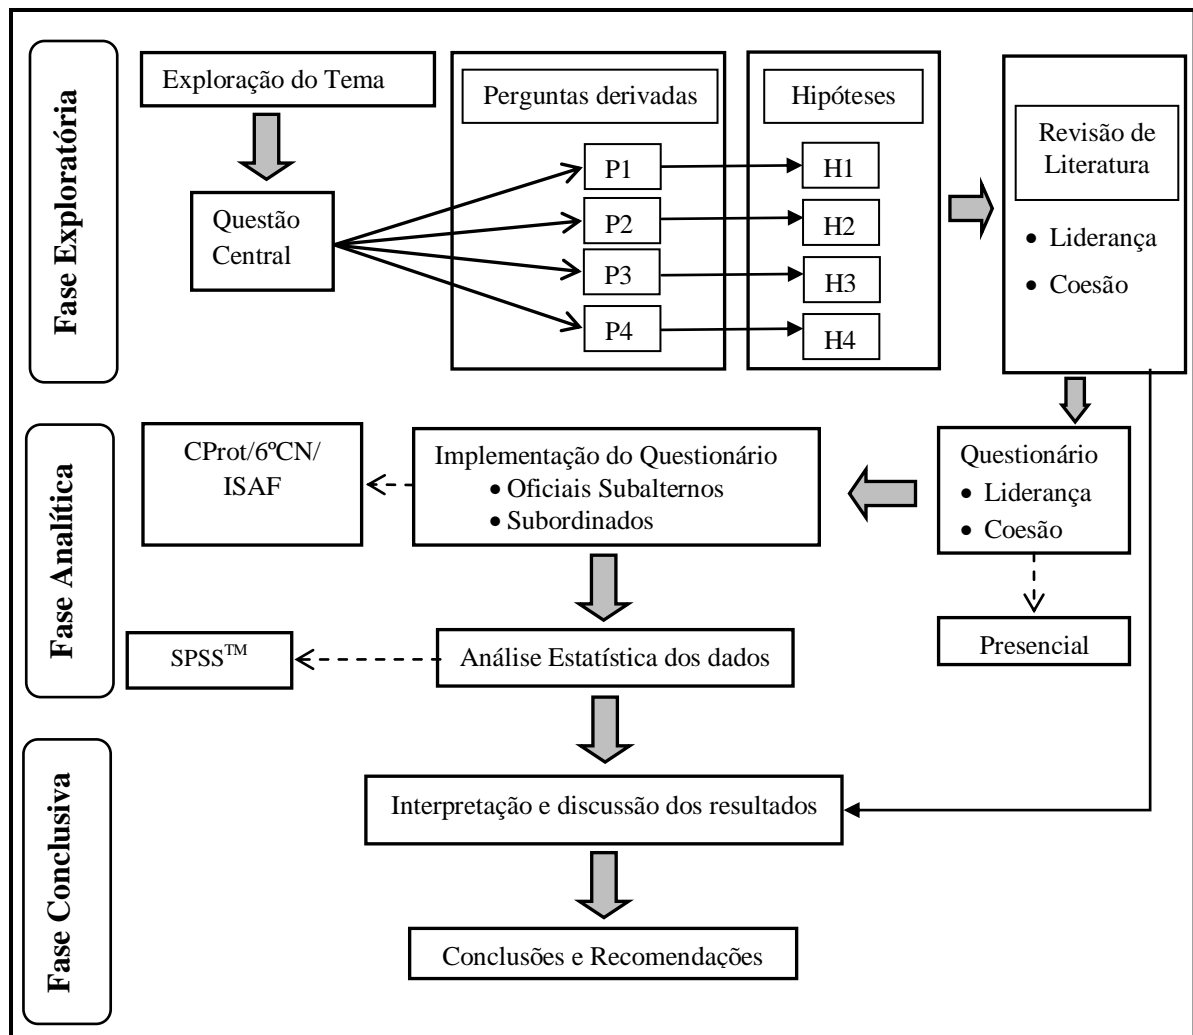 Fase Exploratória
Exploração do Tema
Questão
Central
Perguntas derivadas
P1
P2
P3
P4
Hipóteses
H1
H2
H3
H4
Revisão de
Literatura
• Liderança
• Coesão
Fase Analítica
CProt/6ºCN/
ISAF
Implementação do Questionário
• Oficiais Subalternos
• Subordinados
Questionário
• Liderança
• Coesão
Presencial
SPSS™
Análise Estatística dos dados
Fase Conclusiva
Interpretação e discussão dos resultados
Conclusões e Recomendações